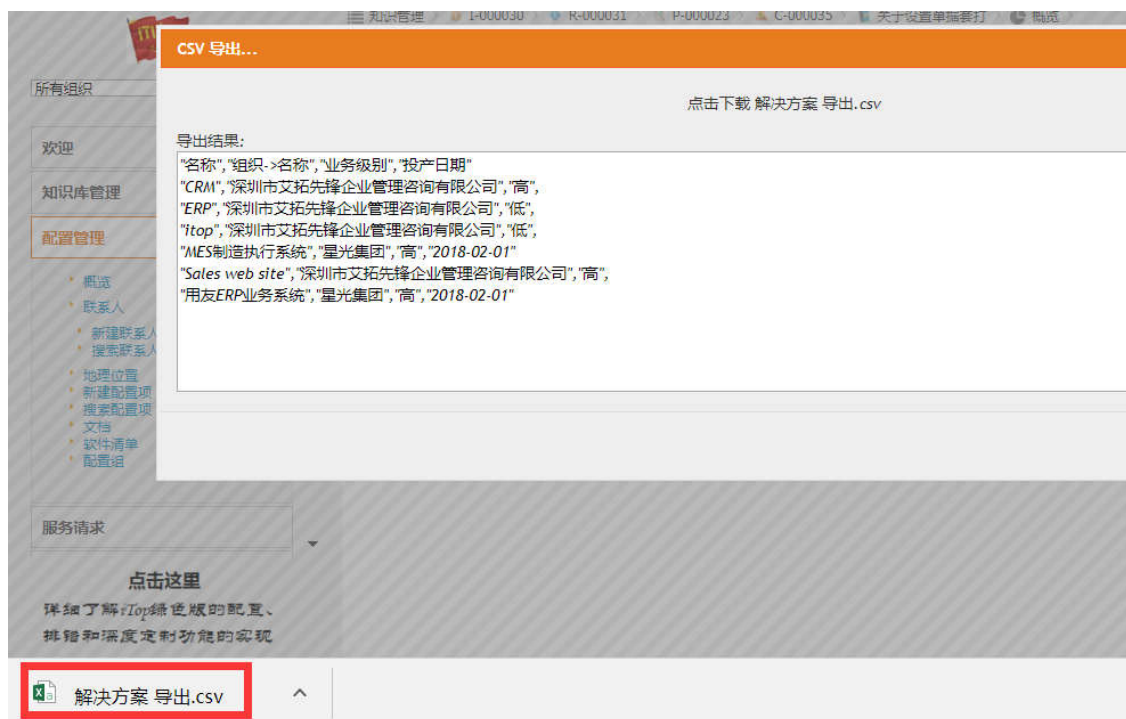 知识管理 I-000030 R-000031 P-000023 C-000035 关于设置单据套打 概览
CSV 导出...
所有组织
点击下载 解决方案 导出.csv
导出结果:
"名称","组织->名称","业务级别","投产日期"
"CRM","深圳市艾拓先锋企业管理咨询有限公司","高",
"ERP","深圳市艾拓先锋企业管理咨询有限公司","低",
"itop","深圳市艾拓先锋企业管理咨询有限公司","低",
"MES制造执行系统","星光集团","高","2018-02-01"
"Sales web site","深圳市艾拓先锋企业管理咨询有限公司","高",
"用友ERP业务系统","星光集团","高","2018-02-01"
欢迎
知识库管理
配置管理
概览
联系人
新建联系人
搜索联系人
地理位置
新建配置项
搜索配置项
文档
软件清单
配置组
服务请求
点击这里
详细了解iTop绿色版的配置、
排错和深度定制功能的实现
解决方案 导出.csv